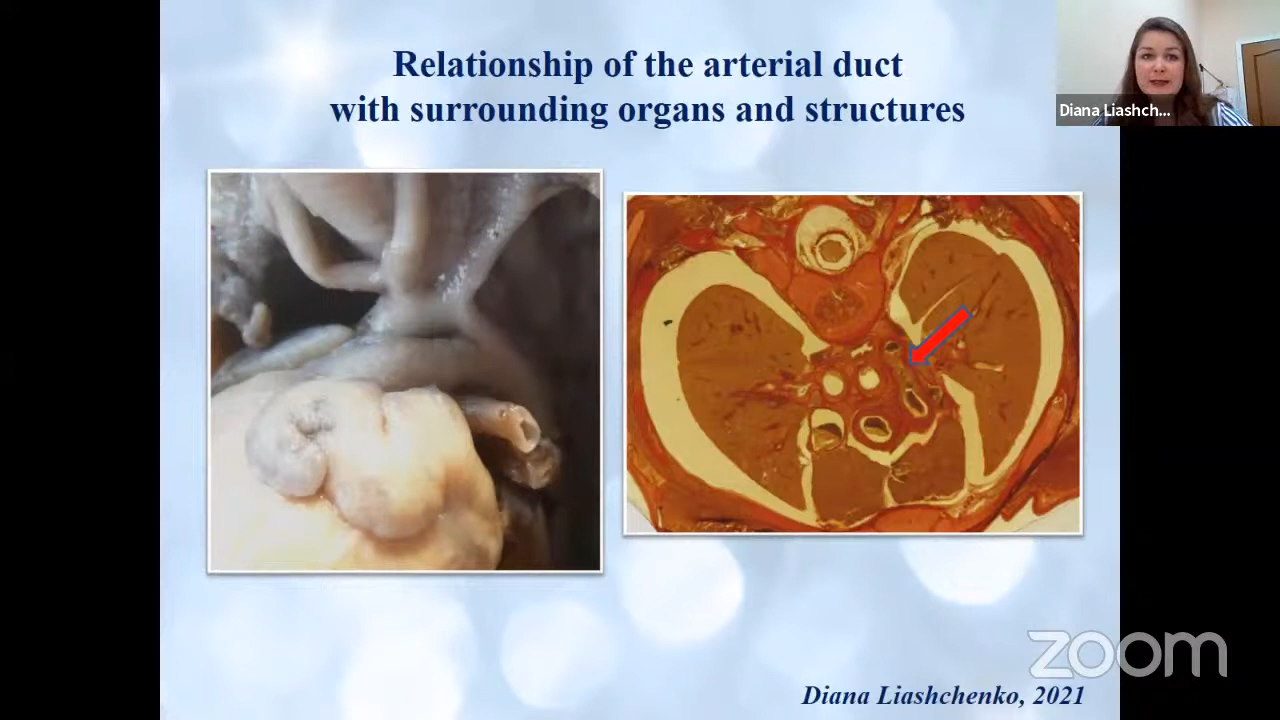 Relationship of the arterial duct
with surrounding organs and structures
Diana Liashch...
zoom
Diana Liashchenko, 2021